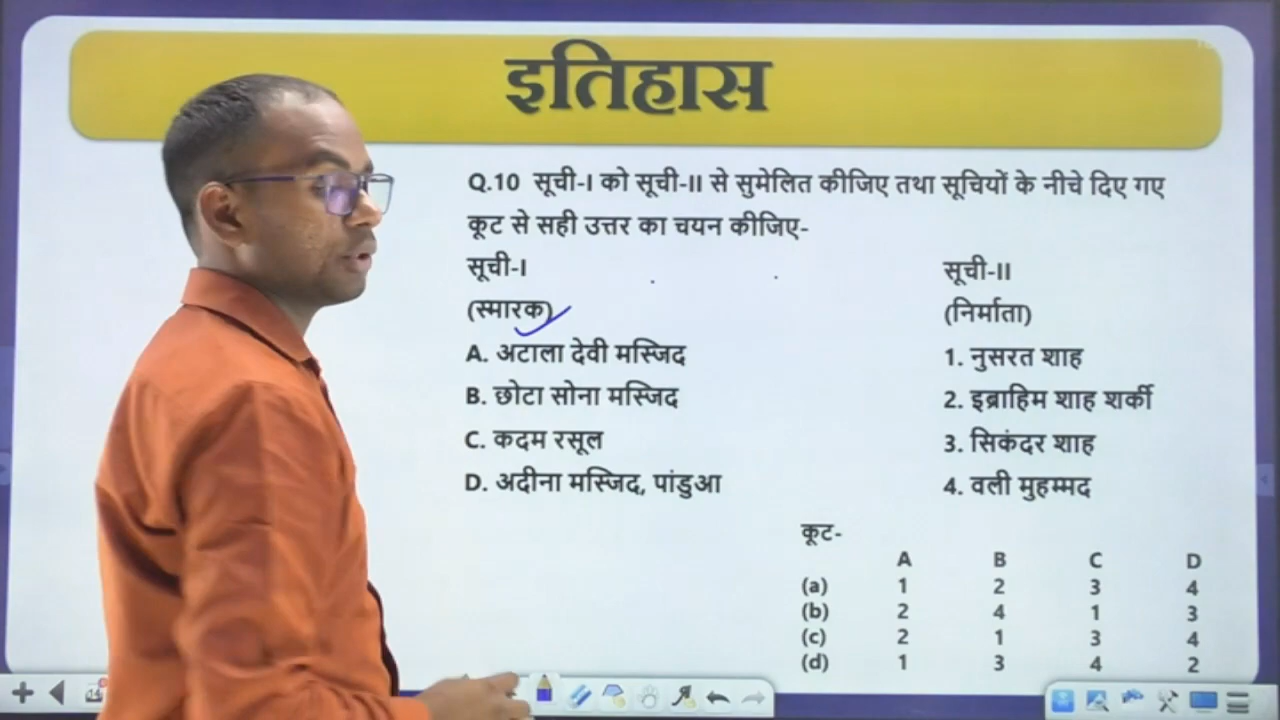 इतिहास
Q.10 सूची-I को सूची-II से सुमेलित कीजिए तथा सूचियों के नीचे दिए गए
कूट से सही उत्तर का चयन कीजिए-
सूची-I सूची-II
(स्मारक) (निर्माता)
A. अटाला देवी मस्जिद 1. नुसरत शाह
B. छोटा सोना मस्जिद 2. इब्राहिम शाह शर्की
C. कदम रसूल 3. सिकंदर शाह
D. अदीना मस्जिद, पांडुआ 4. वली मुहम्मद
कूट-
A B C D
(a) 1 2 3 4
(b) 2 4 1 3
(c) 2 1 3 4
(d) 1 3 4 2